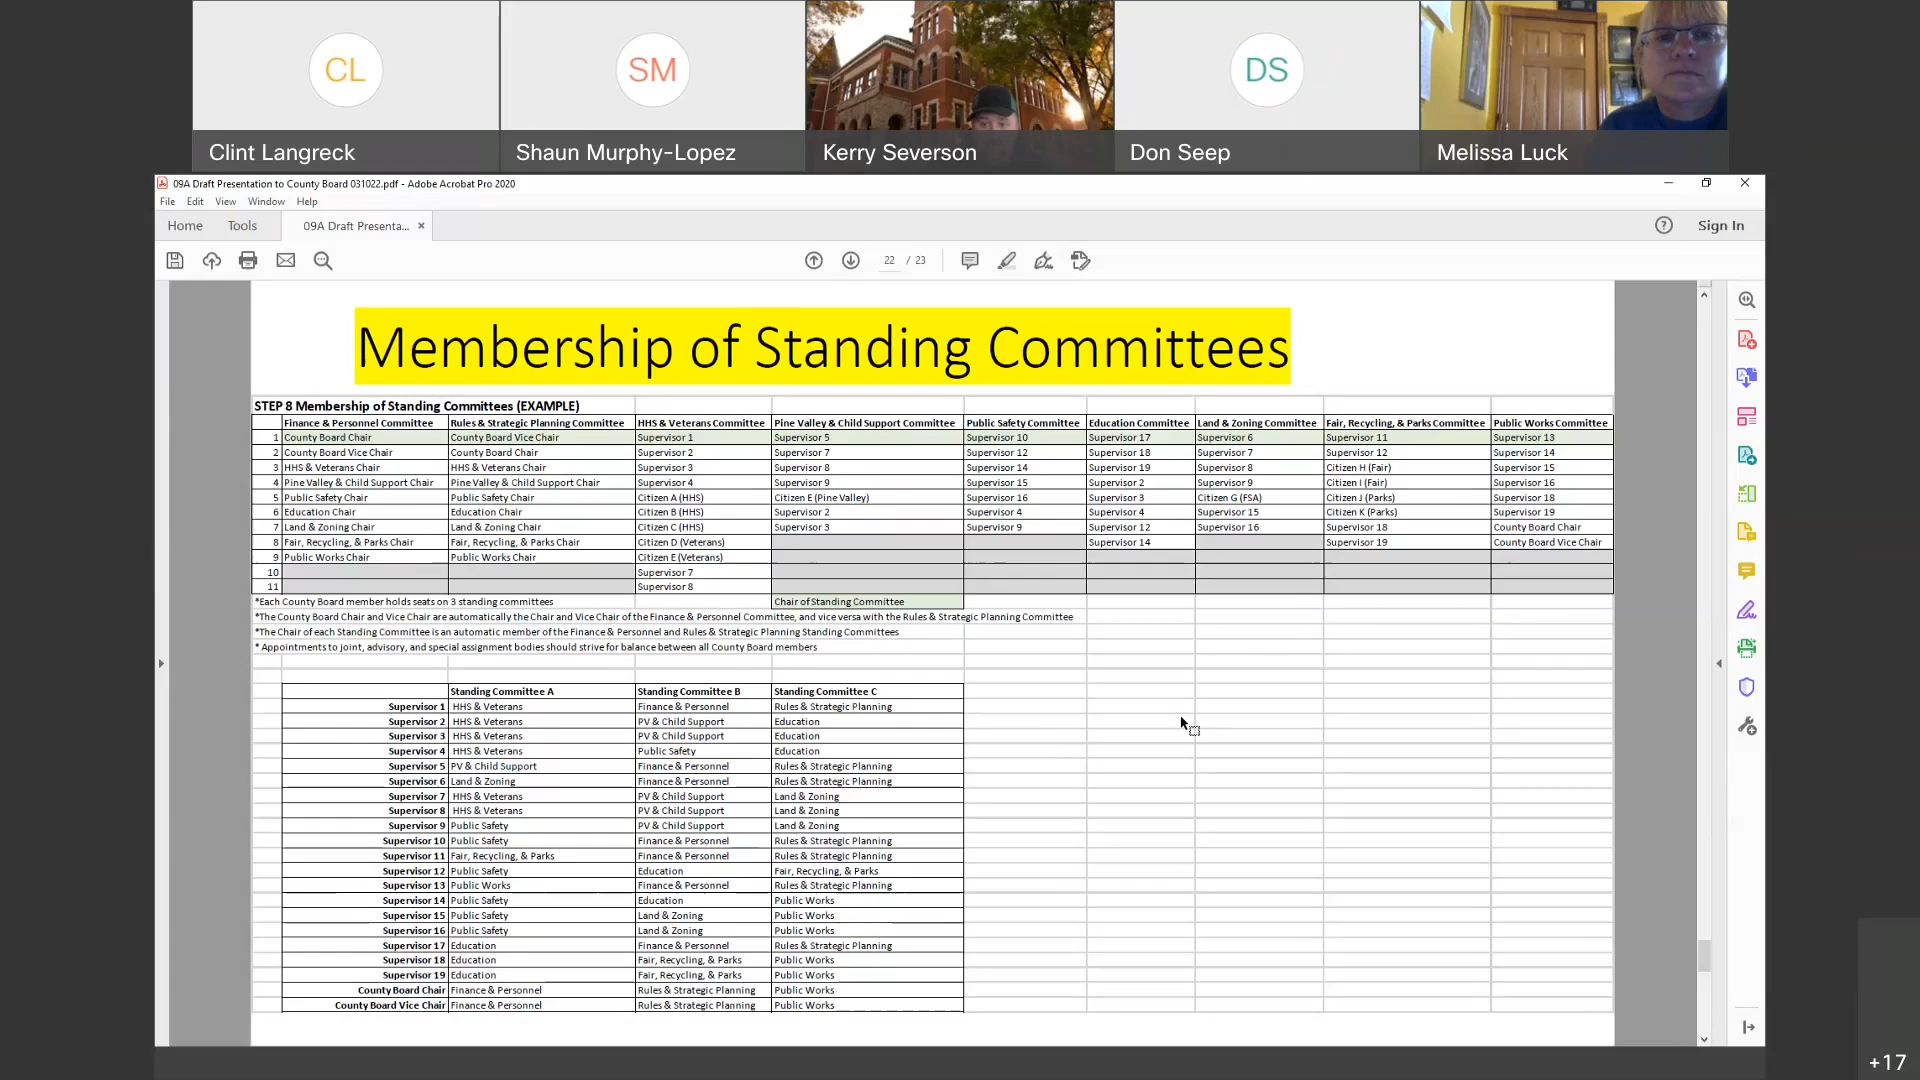 CL SM DS
Clint Langreck Shaun Murphy-Lopez Kerry Severson Don Seep Melissa Luck
09A Draft Presentation to County Board 031022.pdf - Adobe Acrobat Pro 2020
File Edit View Window Help
Home Tools 09A Draft Presenta... × Sign In
22 / 23
Membership of Standing Committees
STEP 8 Membership of Standing Committees (EXAMPLE)
Finance & Personnel Committee Rules & Strategic Planning Committee HHS & Veterans Committee Pine Valley & Child Support Committee Public Safety Committee Education Committee Land & Zoning Committee Fair, Recycling, & Parks Committee Public Works Committee
1 County Board Chair County Board Vice Chair Supervisor 1 Supervisor 5 Supervisor 10 Supervisor 17 Supervisor 6 Supervisor 11 Supervisor 13
2 County Board Vice Chair County Board Chair Supervisor 2 Supervisor 7 Supervisor 12 Supervisor 18 Supervisor 7 Supervisor 12 Supervisor 14
3 HHS & Veterans Chair HHS & Veterans Chair Supervisor 3 Supervisor 8 Supervisor 14 Supervisor 19 Supervisor 8 Citizen H (Fair) Supervisor 15
4 Pine Valley & Child Support Chair Pine Valley & Child Support Chair Supervisor 4 Supervisor 9 Supervisor 15 Supervisor 2 Supervisor 9 Citizen I (Fair) Supervisor 16
5 Public Safety Chair Public Safety Chair Citizen A (HHS) Citizen E (Pine Valley) Supervisor 16 Supervisor 3 Citizen G (FSA) Citizen J (Parks) Supervisor 18
6 Education Chair Education Chair Citizen B (HHS) Supervisor 2 Supervisor 4 Supervisor 4 Supervisor 15 Citizen K (Parks) Supervisor 19
7 Land & Zoning Chair Land & Zoning Chair Citizen C (HHS) Supervisor 3 Supervisor 9 Supervisor 12 Supervisor 16 Supervisor 18 County Board Chair
8 Fair, Recycling, & Parks Chair Fair, Recycling, & Parks Chair Citizen D (Veterans) Supervisor 14 Supervisor 19 County Board Vice Chair
9 Public Works Chair Public Works Chair Citizen E (Veterans)
10 Supervisor 7
11 Supervisor 8
*Each County Board member holds seats on 3 standing committees Chair of Standing Committee
*The County Board Chair and Vice Chair are automatically the Chair and Vice Chair of the Finance & Personnel Committee, and vice versa with the Rules & Strategic Planning Committee
*The Chair of each Standing Committee is an automatic member of the Finance & Personnel and Rules & Strategic Planning Standing Committees
* Appointments to joint, advisory, and special assignment bodies should strive for balance between all County Board members
Standing Committee A Standing Committee B Standing Committee C
Supervisor 1 HHS & Veterans Finance & Personnel Rules & Strategic Planning
Supervisor 2 HHS & Veterans PV & Child Support Education
Supervisor 3 HHS & Veterans PV & Child Support Education
Supervisor 4 HHS & Veterans Public Safety Education
Supervisor 5 PV & Child Support Finance & Personnel Rules & Strategic Planning
Supervisor 6 Land & Zoning Finance & Personnel Rules & Strategic Planning
Supervisor 7 HHS & Veterans PV & Child Support Land & Zoning
Supervisor 8 HHS & Veterans PV & Child Support Land & Zoning
Supervisor 9 Public Safety PV & Child Support Land & Zoning
Supervisor 10 Public Safety Finance & Personnel Rules & Strategic Planning
Supervisor 11 Fair, Recycling, & Parks Finance & Personnel Rules & Strategic Planning
Supervisor 12 Public Safety Education Fair, Recycling, & Parks
Supervisor 13 Public Works Finance & Personnel Rules & Strategic Planning
Supervisor 14 Public Safety Education Public Works
Supervisor 15 Public Safety Land & Zoning Public Works
Supervisor 16 Public Safety Land & Zoning Public Works
Supervisor 17 Education Finance & Personnel Rules & Strategic Planning
Supervisor 18 Education Fair, Recycling, & Parks Public Works
Supervisor 19 Education Fair, Recycling, & Parks Public Works
County Board Chair Finance & Personnel Rules & Strategic Planning Public Works
County Board Vice Chair Finance & Personnel Rules & Strategic Planning Public Works
+17